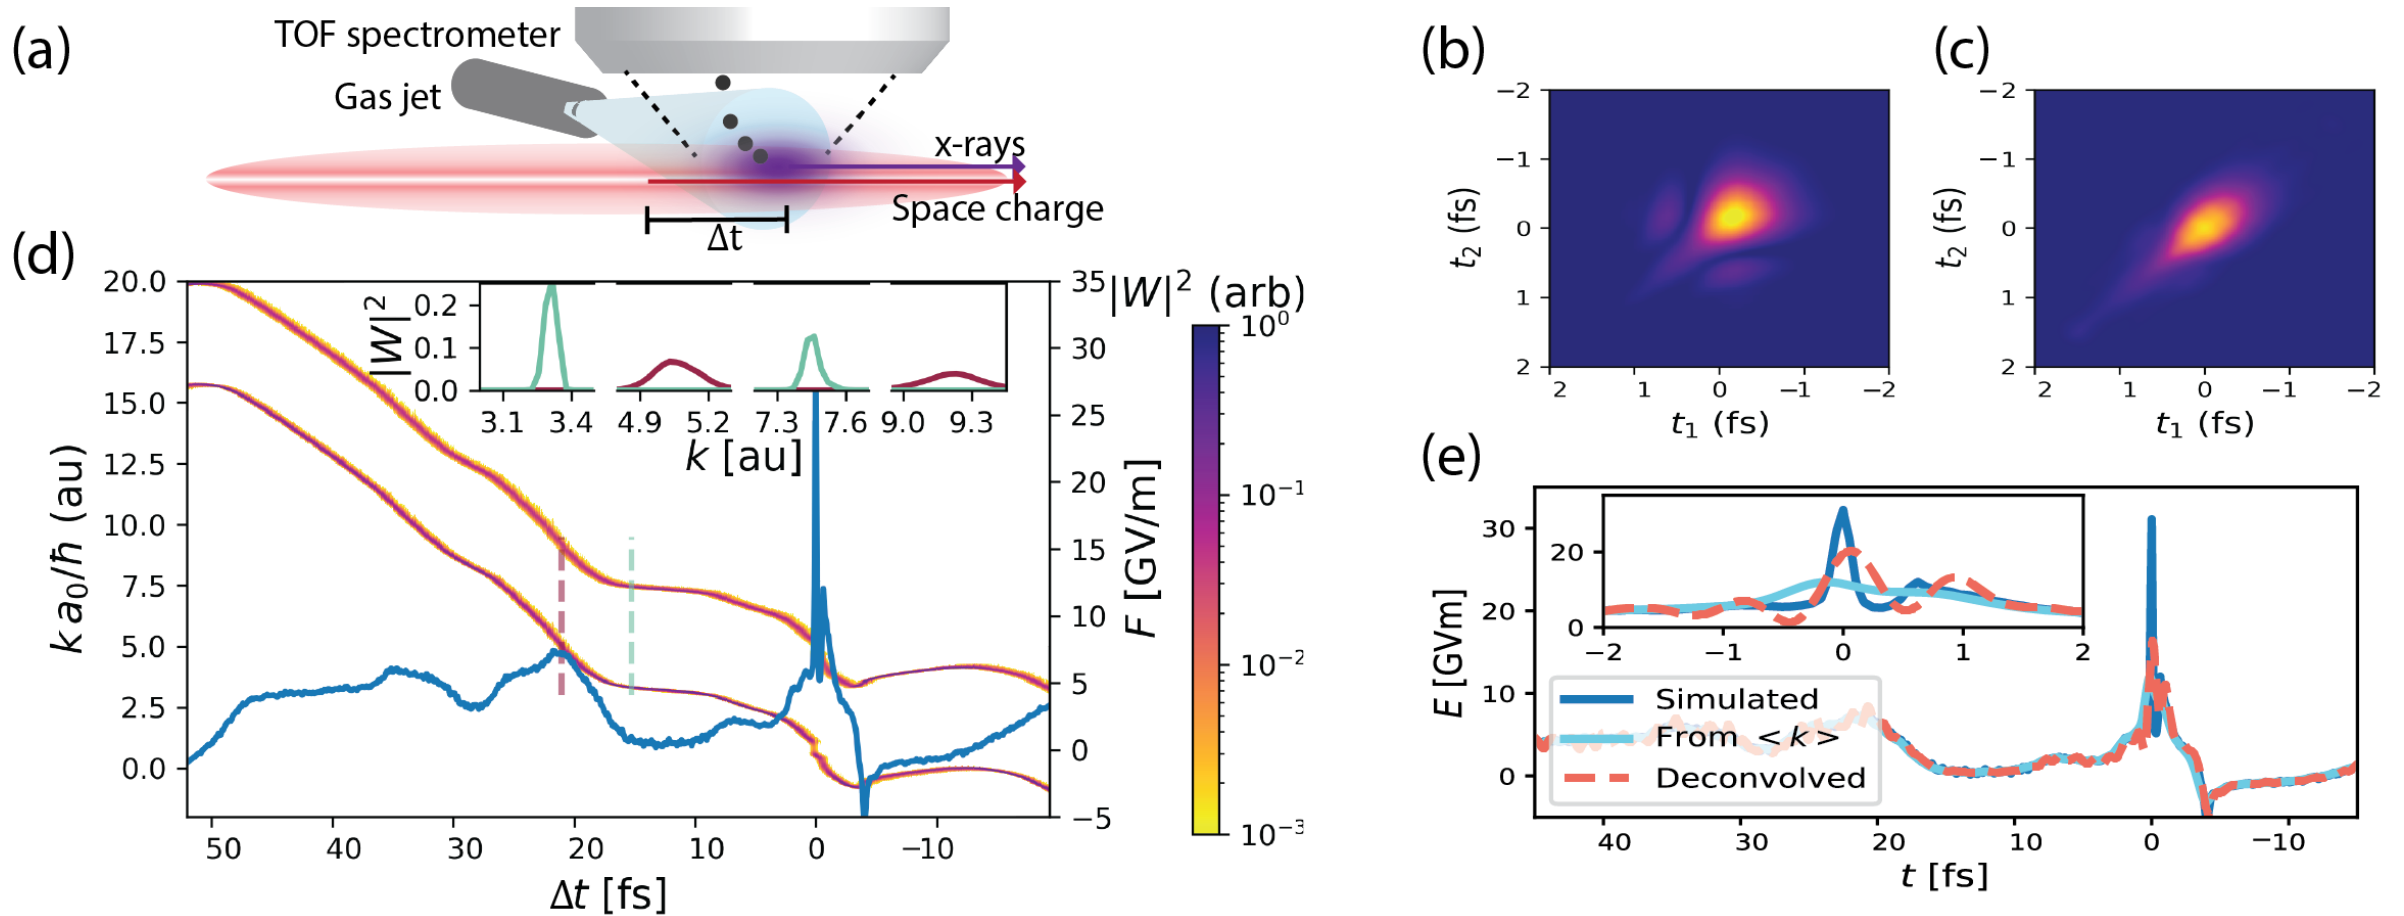 (a)
TOF spectrometer
Gas jet
x-rays
Space charge
Δt
(b)
−2
−1
0
1
2
t₂ (fs)
2 1 0 −1 −2
t₁ (fs)
(c)
−2
−1
0
1
2
t₂ (fs)
2 1 0 −1 −2
t₁ (fs)
(d)
20.0
17.5
15.0
12.5
10.0
7.5
5.0
2.5
0.0
k a₀/ħ (au)
50 40 30 20 10 0 −10
Δt [fs]
35
30
25
20
15
10
5
0
−5
F [GV/m]
|W|²
0.2
0.1
0.0
3.1 3.4 4.9 5.2 7.3 7.6 9.0 9.3
k [au]
|W|² (arb)
10⁰
10⁻¹
10⁻²
10⁻³
(e)
30
20
10
0
E [GVm]
20
0
−2 −1 0 1 2
Simulated
From <k>
Deconvolved
40 30 20 10 0 −10
t [fs]